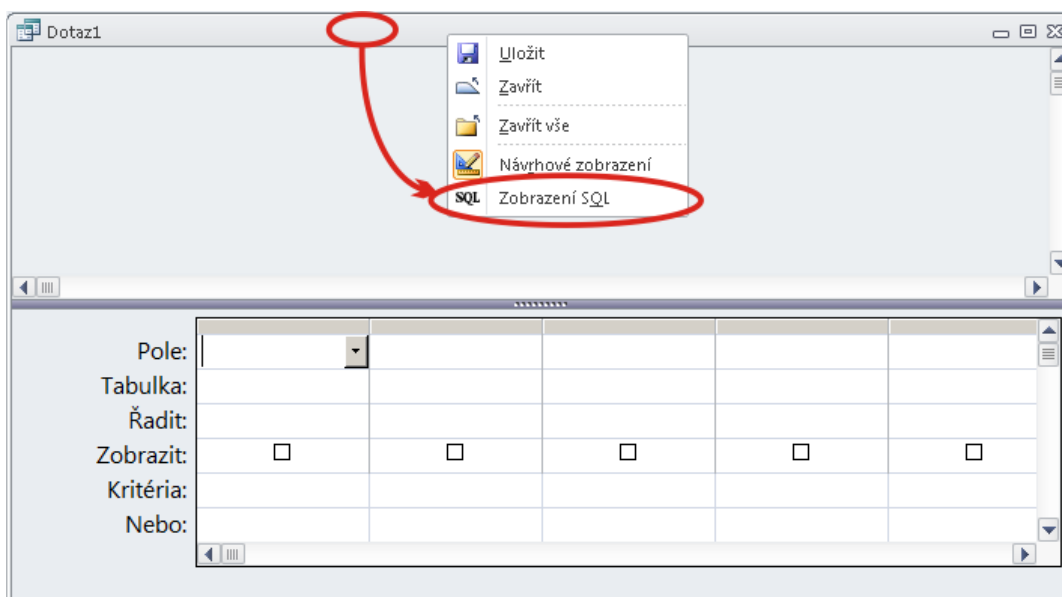 Dotaz1
Uložit
Zavřít
Zavřít vše
Návrhové zobrazení
SQL Zobrazení SQL
Pole:
Tabulka:
Řadit:
Zobrazit:
Kritéria:
Nebo: